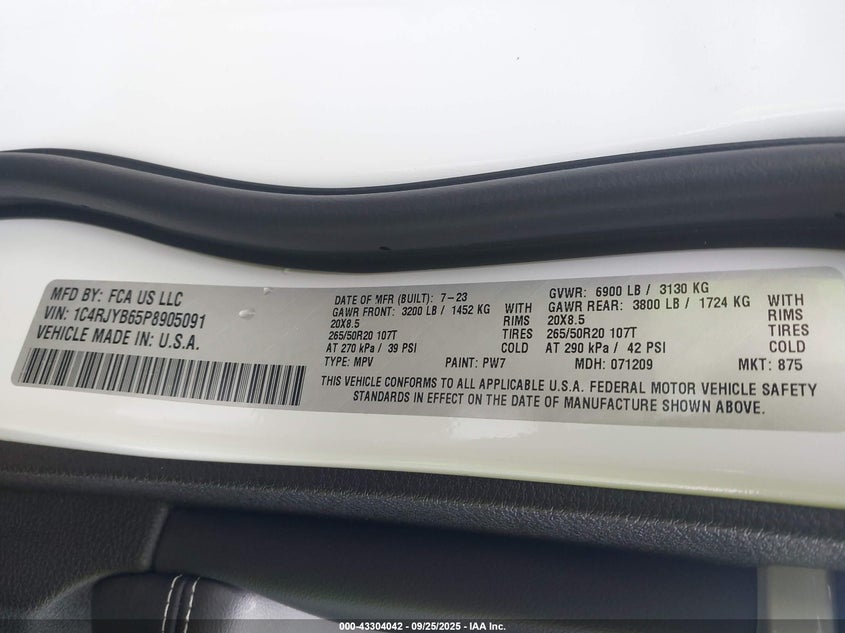 MFD BY: FCA US LLC
VIN: 1C4RJYB65P8905091
VEHICLE MADE IN: U.S.A.
DATE OF MFR (BUILT): 7-23
GAWR FRONT: 3200 LB / 1452 KG WITH
20X8.5 RIMS
265/50R20 107T TIRES
AT 270 kPa / 39 PSI COLD
TYPE: MPV PAINT: PW7
GVWR: 6900 LB / 3130 KG
GAWR REAR: 3800 LB / 1724 KG WITH
20X8.5 RIMS
265/50R20 107T TIRES
AT 290 kPa / 42 PSI COLD
MDH: 071209 MKT: 875
THIS VEHICLE CONFORMS TO ALL APPLICABLE U.S.A. FEDERAL MOTOR VEHICLE SAFETY
STANDARDS IN EFFECT ON THE DATE OF MANUFACTURE SHOWN ABOVE.
000-43304042 - 09/25/2025 - IAA Inc.